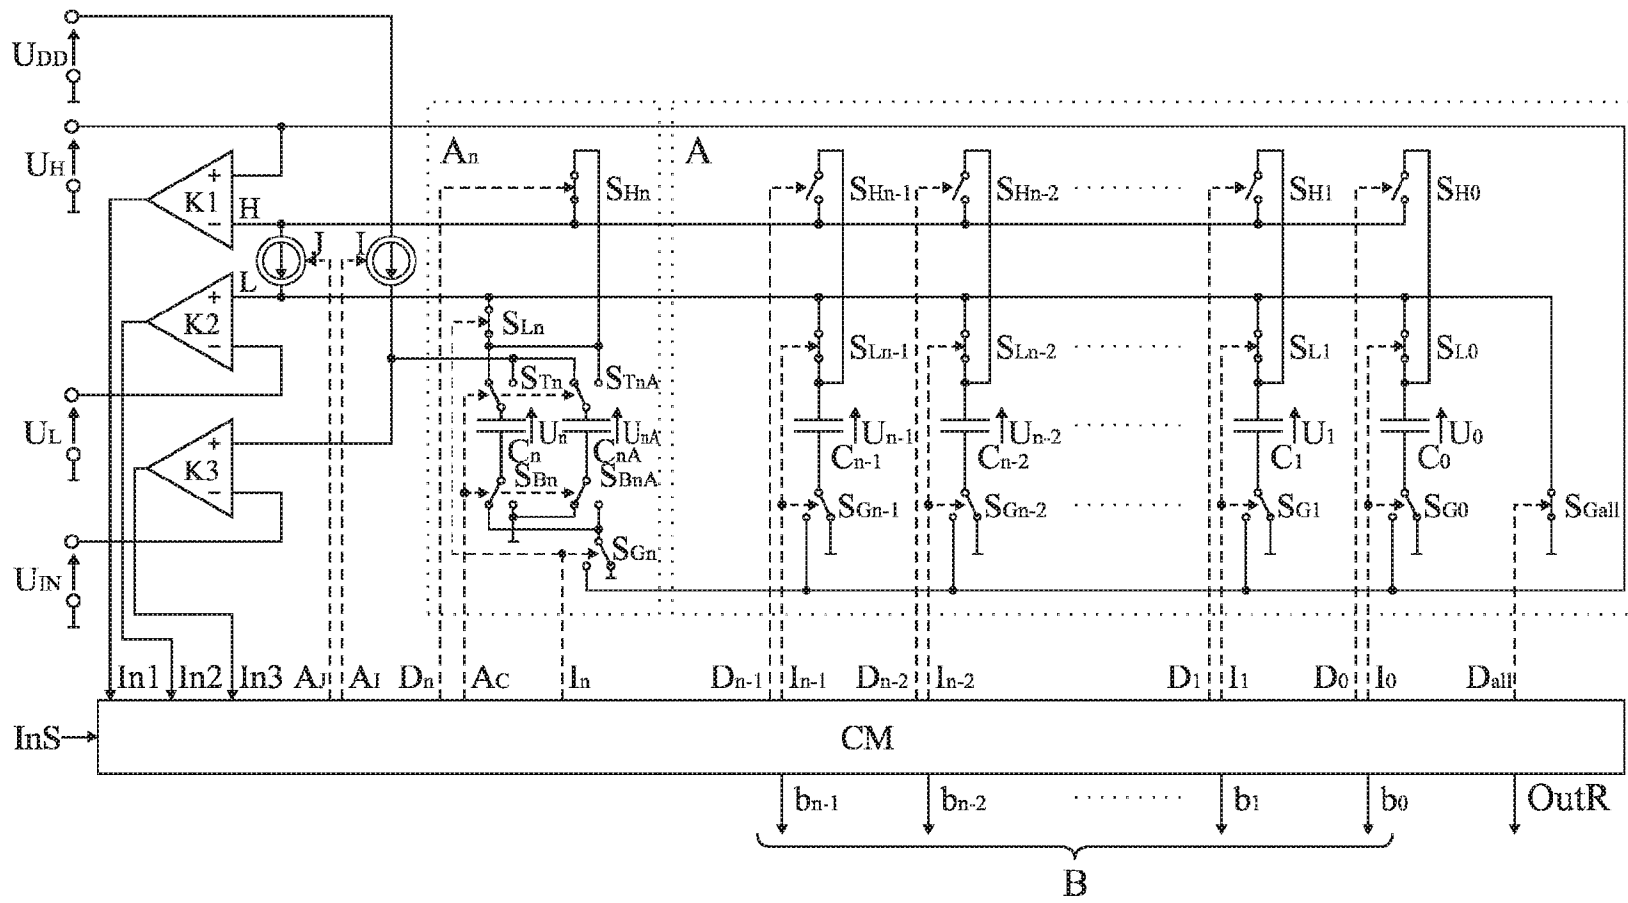 UDD
UH
An
A
K1
+
−
H
SHn
SHn-1
SHn-2
SH1
SH0
J
I
L
K2
+
−
SLn
SLn-1
SLn-2
SL1
SL0
STn
STnA
UL
Un
UnA
Un-1
Un-2
U1
U0
K3
+
−
Cn
CnA
Cn-1
Cn-2
C1
C0
SBn
SBnA
SGn-1
SGn-2
SG1
SG0
SGall
SGn
UIN
In1 In2 In3 AJ AI Dn AC In Dn-1 In-1 Dn-2 In-2 D1 I1 D0 I0 Dall
InS
CM
bn-1 bn-2 b1 b0 OutR
B